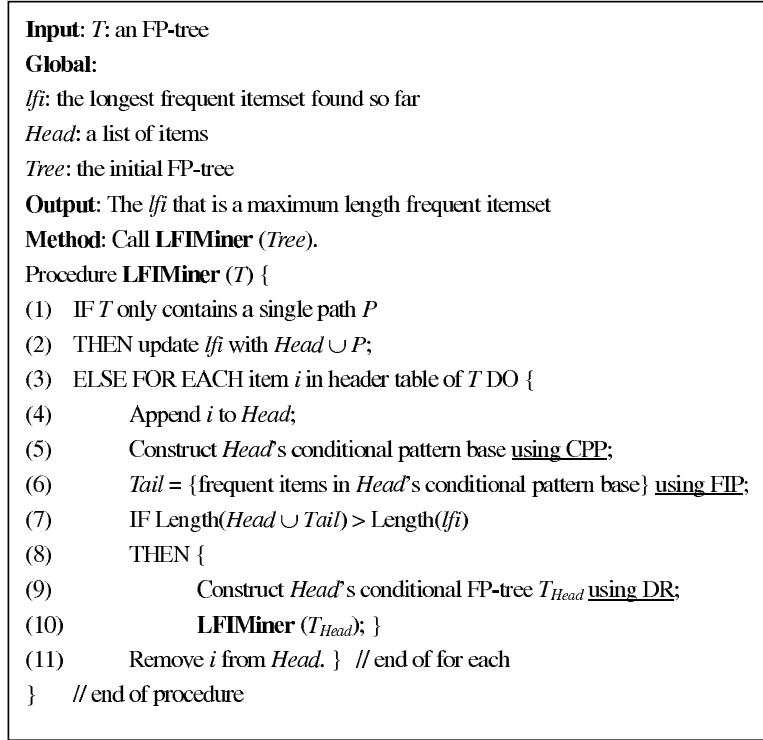 Input: T: an FP-tree
Global:
lfi: the longest frequent itemset found so far
Head: a list of items
Tree: the initial FP-tree
Output: The lfi that is a maximum length frequent itemset
Method: Call LFIMiner (Tree).
Procedure LFIMiner (T) {
(1) IF T only contains a single path P
(2) THEN update lfi with Head ∪ P;
(3) ELSE FOR EACH item i in header table of T DO {
(4) Append i to Head;
(5) Construct Head's conditional pattern base using CPP;
(6) Tail = {frequent items in Head's conditional pattern base} using FIP;
(7) IF Length(Head ∪ Tail) > Length(lfi)
(8) THEN {
(9) Construct Head's conditional FP-tree T_Head using DR;
(10) LFIMiner (T_Head); }
(11) Remove i from Head. } // end of for each
} // end of procedure